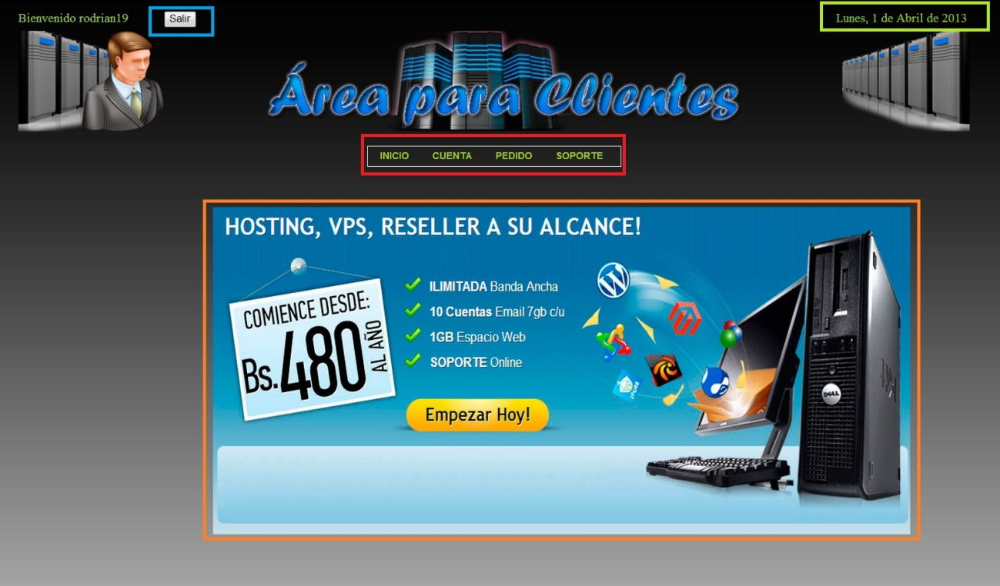 Bienvenido rodrian19 Salir Lunes, 1 de Abril de 2013
Área para Clientes
INICIO CUENTA PEDIDO SOPORTE
HOSTING, VPS, RESELLER A SU ALCANCE!
COMIENCE DESDE:
Bs.480 AL AÑO
ILIMITADA Banda Ancha
10 Cuentas Email 7gb c/u
1GB Espacio Web
SOPORTE Online
Empezar Hoy!
DELL